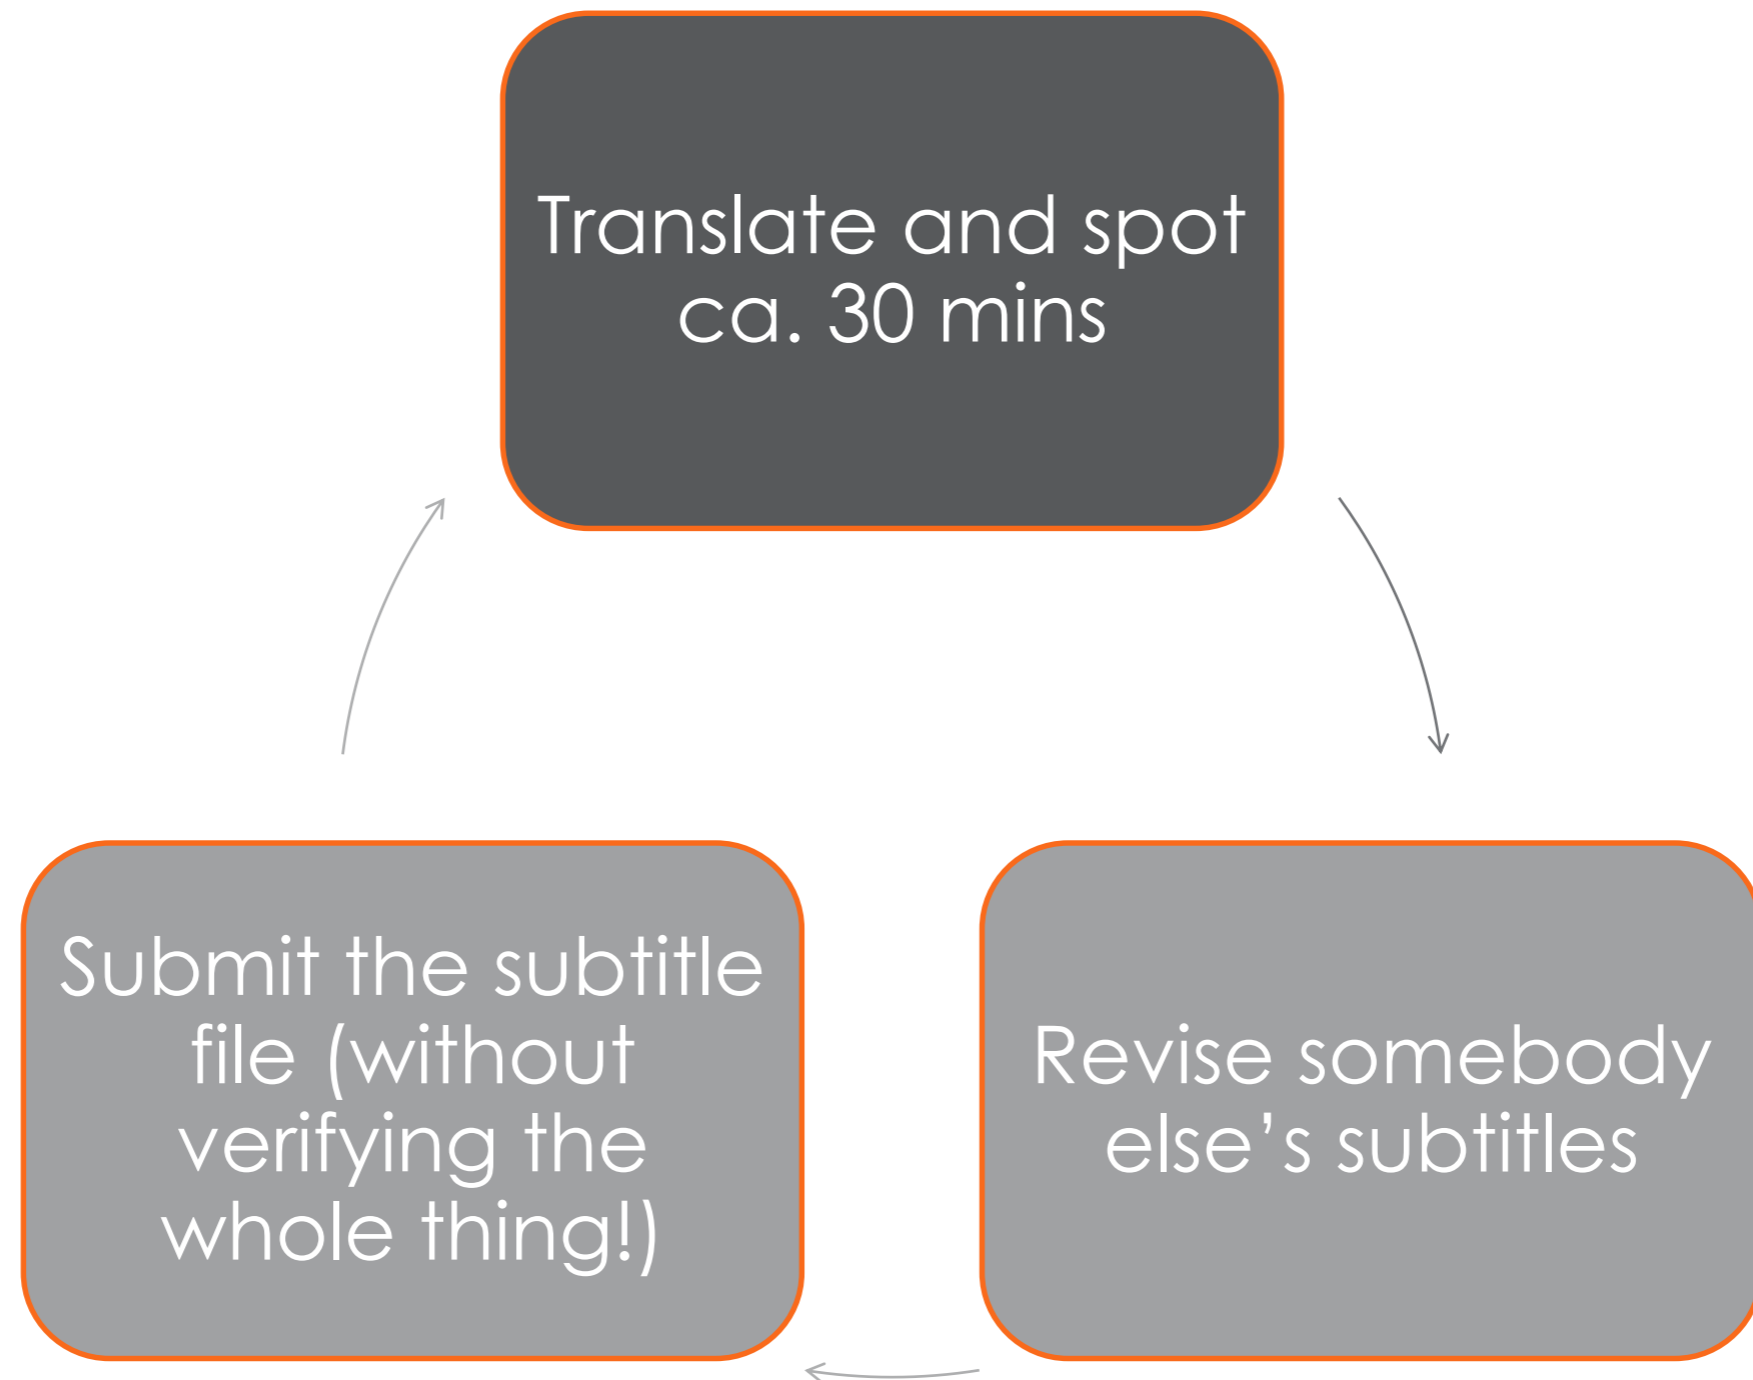 Translate and spot
ca. 30 mins
Revise somebody
else’s subtitles
Submit the subtitle
file (without
verifying the
whole thing!)